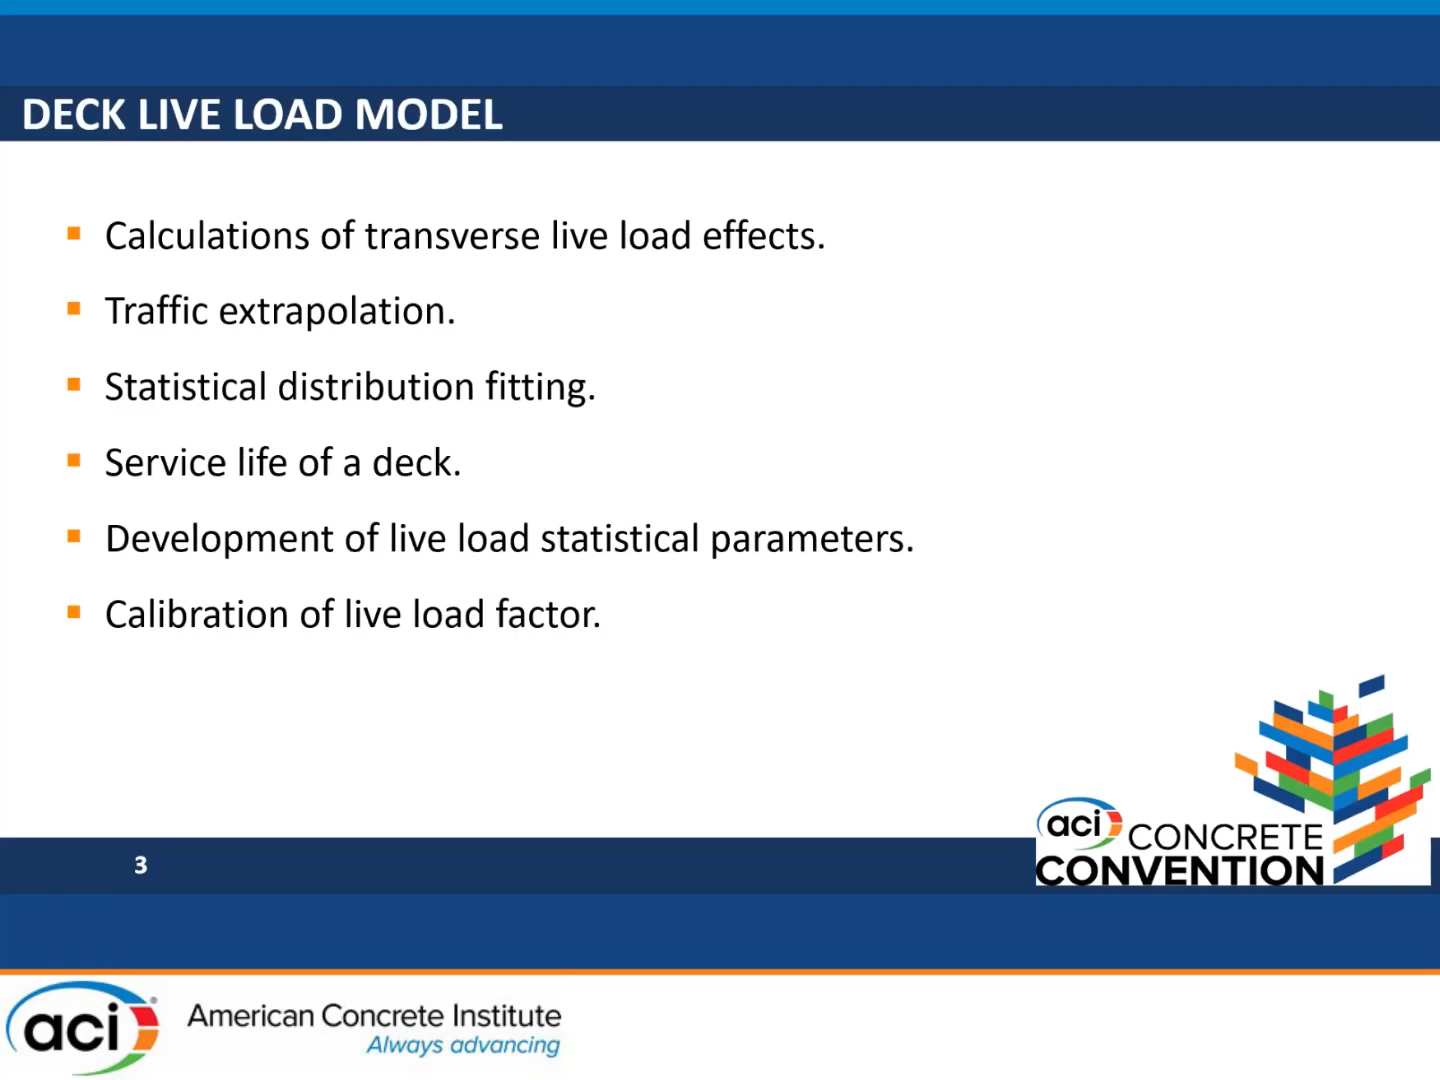 DECK LIVE LOAD MODEL
Calculations of transverse live load effects.
Traffic extrapolation.
Statistical distribution fitting.
Service life of a deck.
Development of live load statistical parameters.
Calibration of live load factor.
aci CONCRETE
CONVENTION
3
aci®
American Concrete Institute
Always advancing